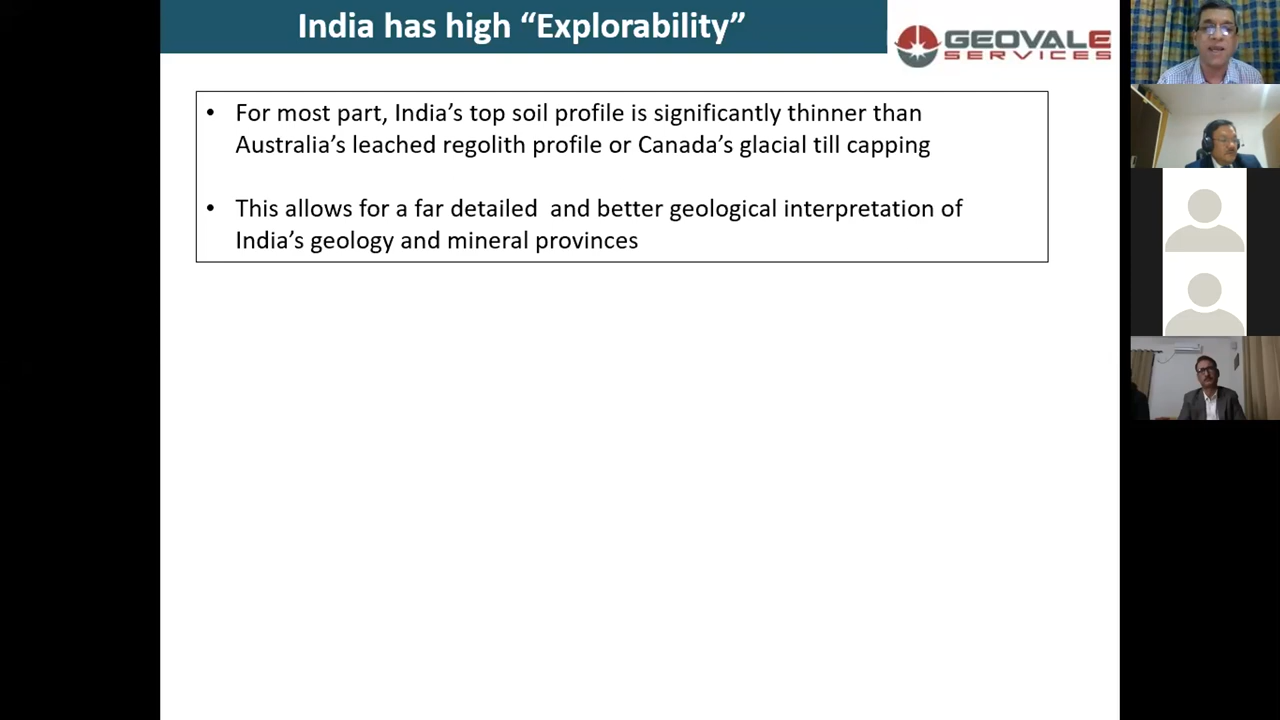 India has high “Explorability”
GEOVALE
SERVICES
• For most part, India’s top soil profile is significantly thinner than
Australia’s leached regolith profile or Canada’s glacial till capping
• This allows for a far detailed  and better geological interpretation of
India’s geology and mineral provinces